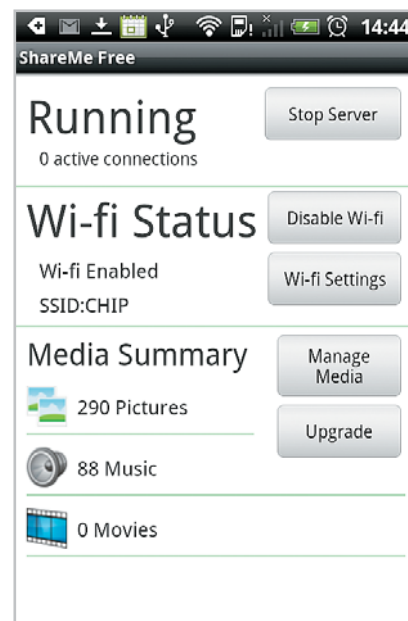 14:44
ShareMe Free
Running
Stop Server
0 active connections
Wi-fi Status
Disable Wi-fi
Wi-fi Enabled
Wi-fi Settings
SSID:CHIP
Media Summary
Manage
Media
290 Pictures
Upgrade
88 Music
0 Movies